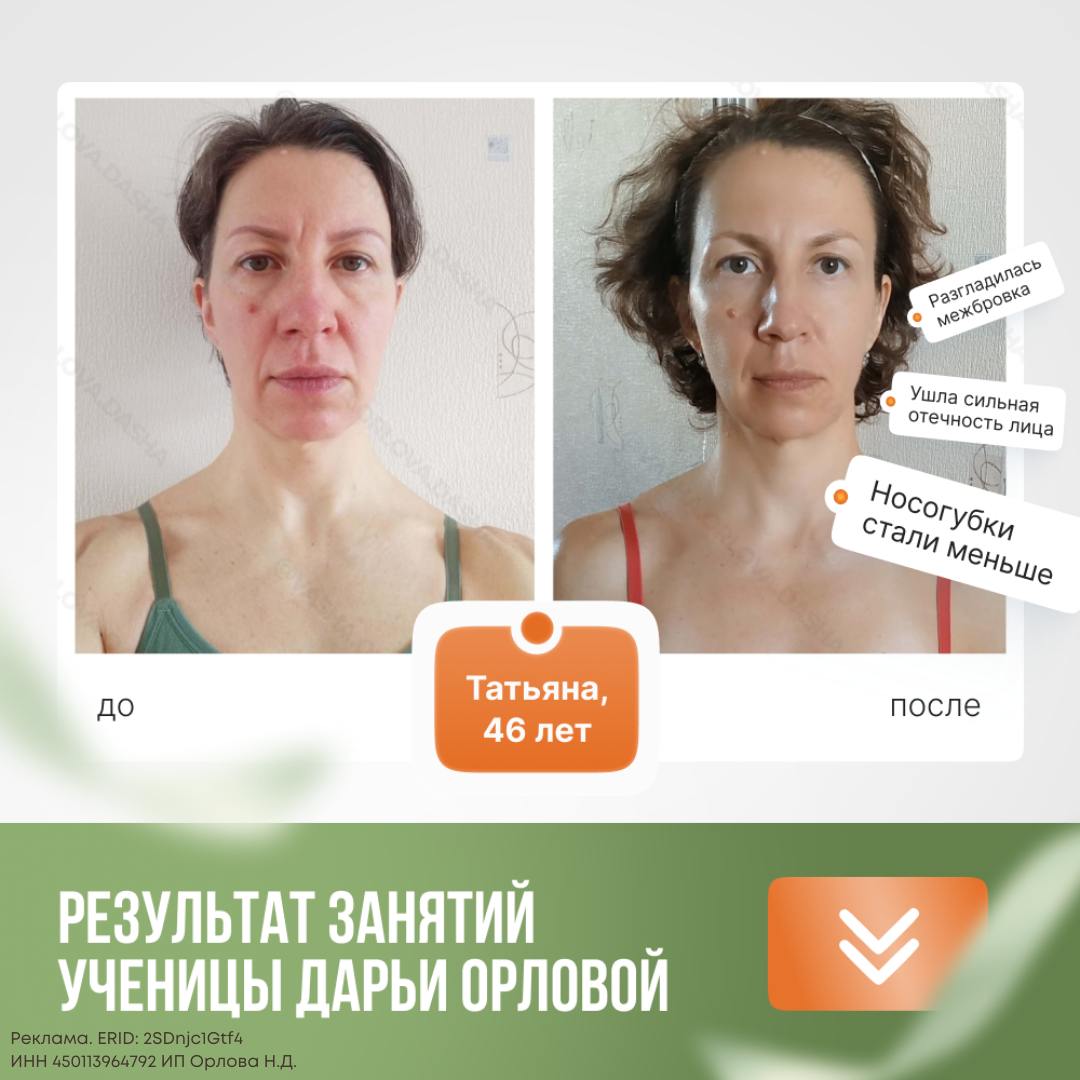 Разгладилась
межбровка
Ушла сильная
отечность лица
Носогубки
стали меньше
до
Татьяна,
46 лет
после
РЕЗУЛЬТАТ ЗАНЯТИЙ
УЧЕНИЦЫ ДАРЬИ ОРЛОВОЙ
Реклама. ERID: 2SDnjc1Gtf4
ИНН 450113964792 ИП Орлова Н.Д.